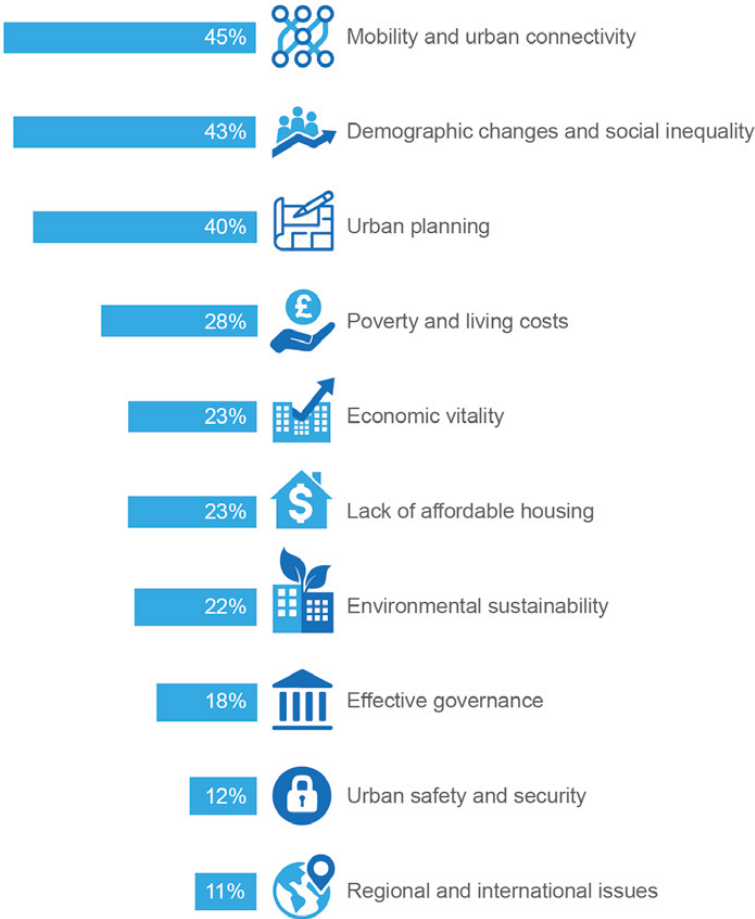 45% Mobility and urban connectivity
43% Demographic changes and social inequality
40% Urban planning
28% £ Poverty and living costs
23% Economic vitality
23% $ Lack of affordable housing
22% Environmental sustainability
18% Effective governance
12% Urban safety and security
11% Regional and international issues